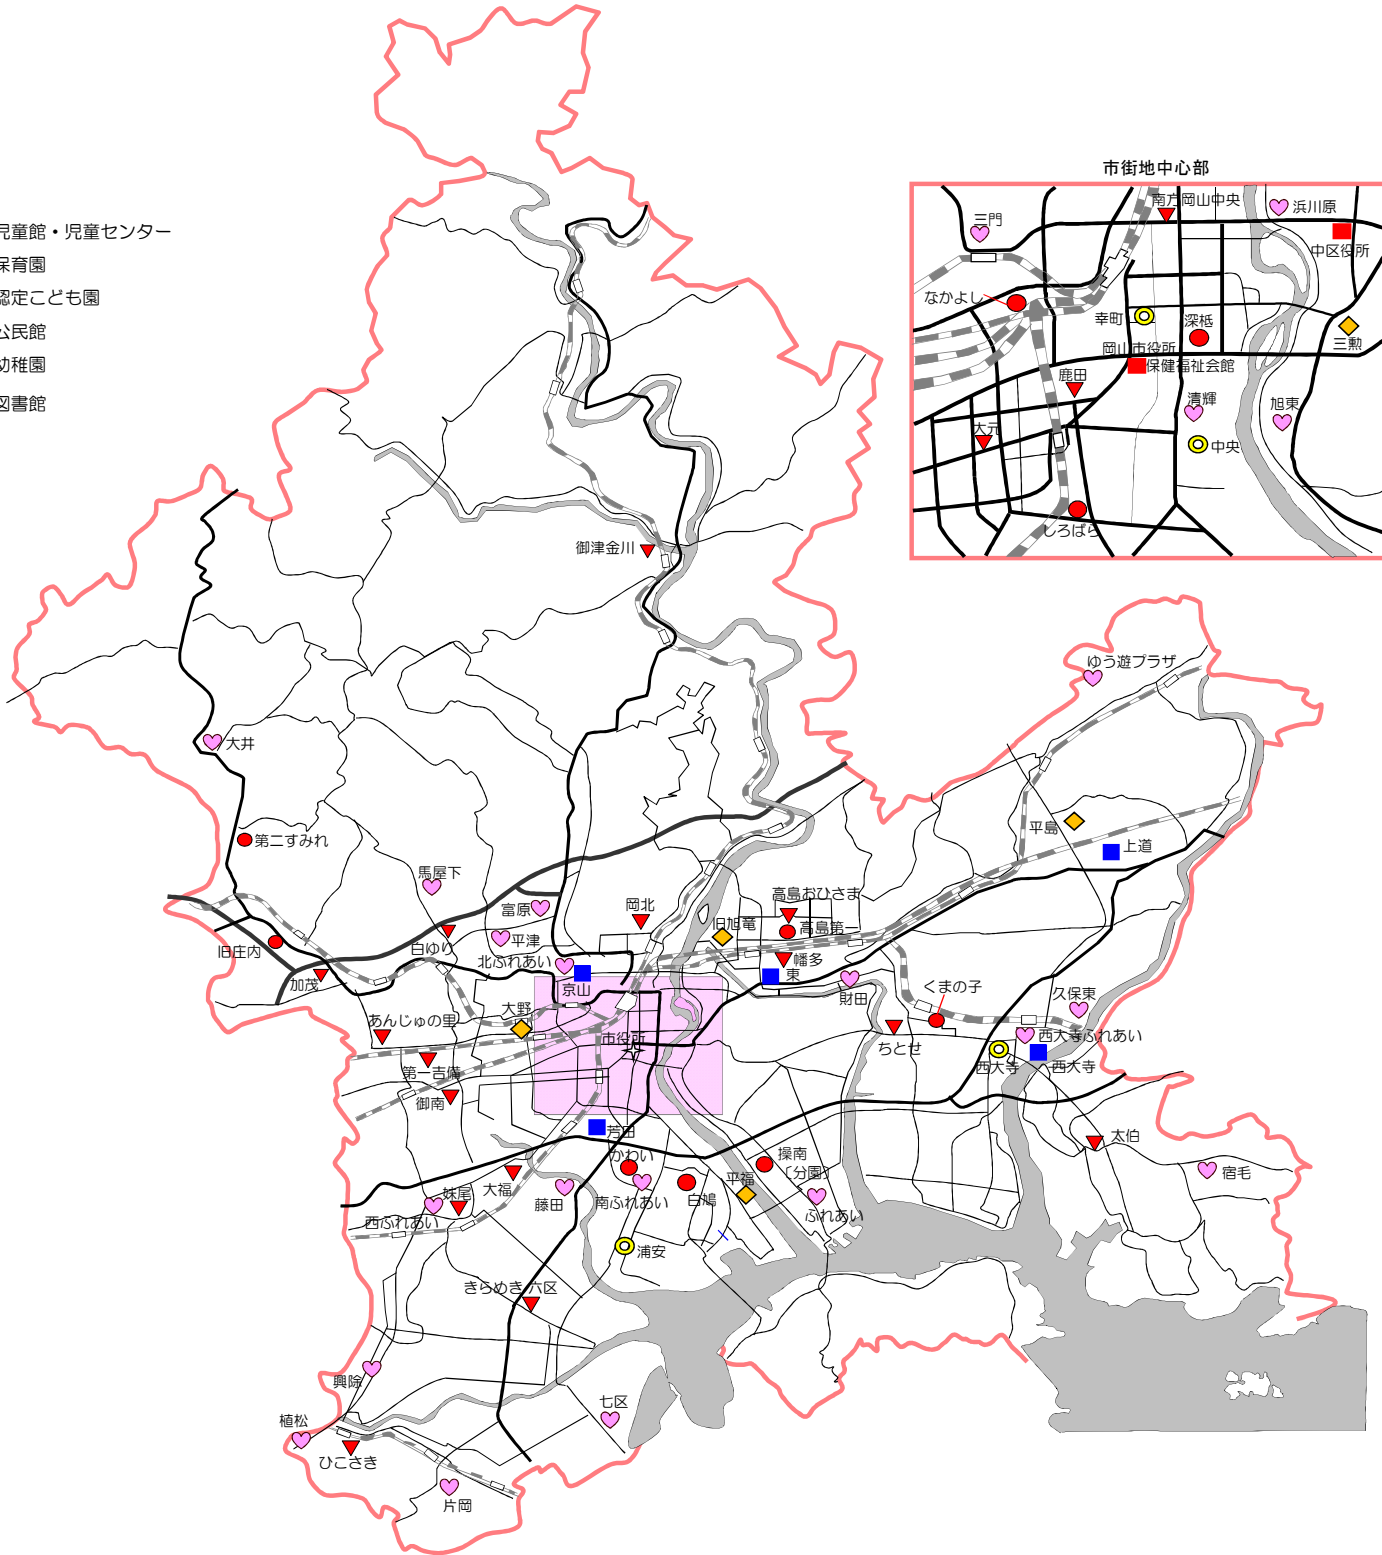 市街地中心部
児童館・児童センター
保育園
認定こども園
公民館
幼稚園
図書館
南方岡山中央
浜川原
三門
中区役所
なかよし
幸町
深柢
三勲
岡山市役所
保健福祉会館
鹿田
清輝
旭東
大元
中央
しろばら
御津金川
ゆう遊プラザ
大井
平島
上道
第二すみれ
馬屋下
高島おひさま
富原
岡北
旧旭竜
高島第一
旧庄内
白ゆり
平津
北ふれあい
幡多
東
加茂
京山
財田
くまの子
久保東
大野
あんじゅの里
市役所
ちとせ
西大寺ふれあい
西大寺
西大寺
第一吉備
御南
芳田
太伯
かわい
操南
(分園)
宿毛
妹尾
大福
藤田
南ふれあい
白鳩
平福
西ふれあい
ふれあい
浦安
きらめき 六区
興除
七区
植松
ひこさき
片岡